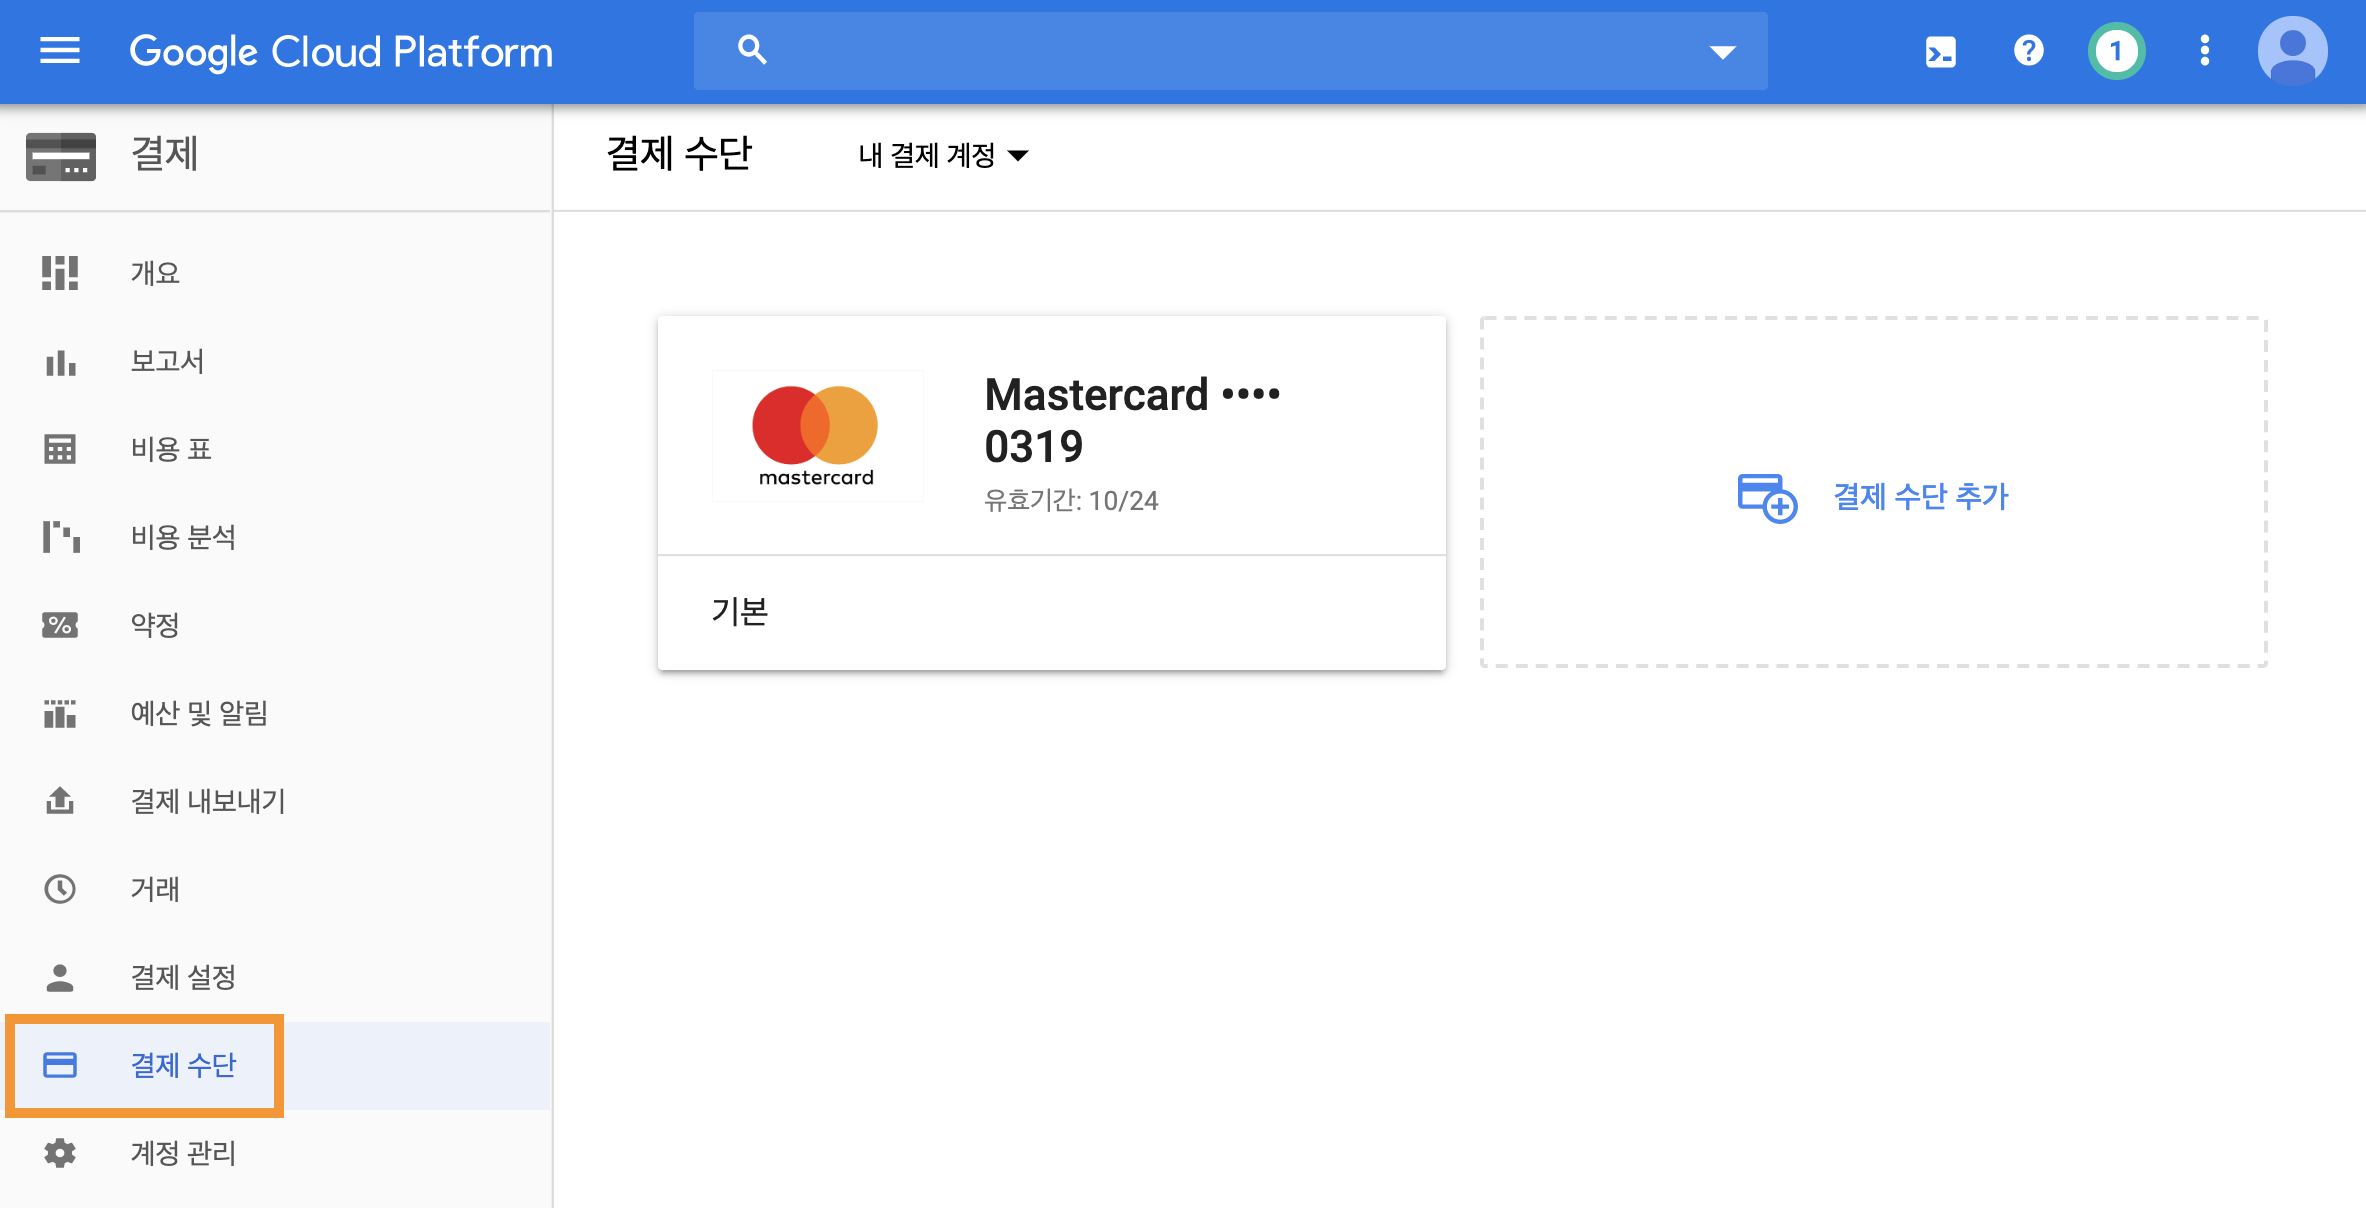 Google Cloud Platform
1
결제
결제 수단
내 결제 계정
개요
보고서
비용 표
비용 분석
약정
예산 및 알림
결제 내보내기
거래
결제 설정
결제 수단
계정 관리
mastercard
Mastercard ••••
0319
유효기간: 10/24
기본
결제 수단 추가